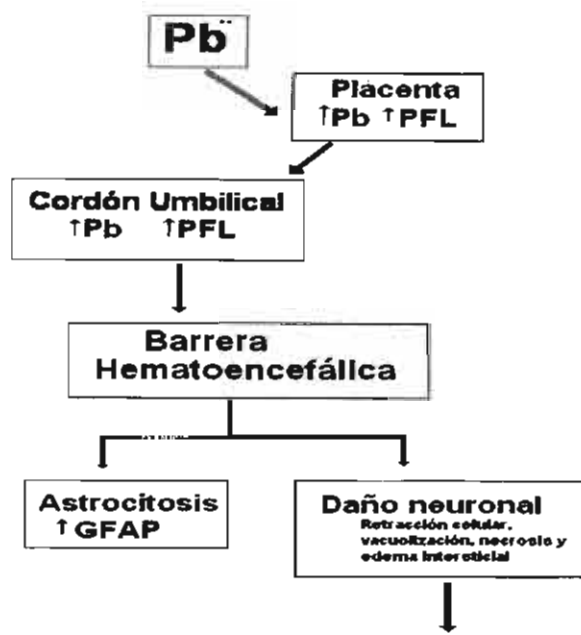 Pb¨
Placenta
↑Pb ↑PFL
Cordón Umbilical
↑Pb ↑PFL
Barrera
Hematoencefálica
Astrocitosis
↑ GFAP
Daño neuronal
Retracción celular,
vacuolización, necrosis y
edema intersticial